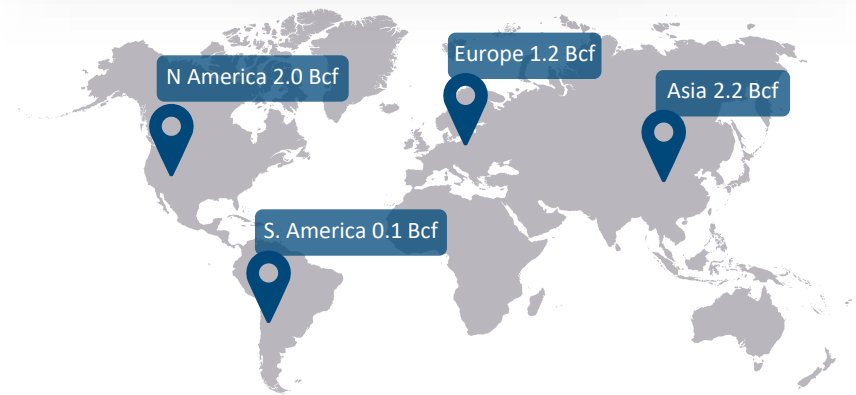 Europe 1.2 Bcf
N America 2.0 Bcf
Asia 2.2 Bcf
S. America 0.1 Bcf